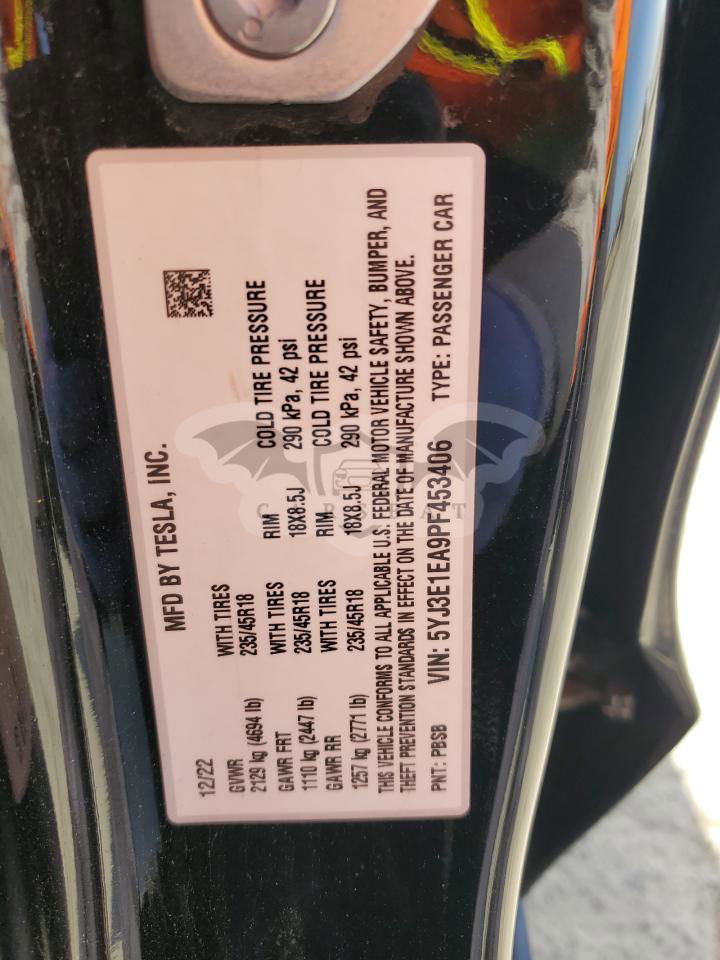 MFD BY TESLA, INC.
12/22
GVWR WITH TIRES RIM COLD TIRE PRESSURE
2129 kg (4694 lb) 235/45R18 18X8.5J 290 kPa, 42 psi
GAWR FRT WITH TIRES RIM COLD TIRE PRESSURE
1110 kg (2447 lb) 235/45R18 18X8.5J 290 kPa, 42 psi
GAWR RR WITH TIRES
1257 kg (2771 lb) 235/45R18
THIS VEHICLE CONFORMS TO ALL APPLICABLE U.S. FEDERAL MOTOR VEHICLE SAFETY, BUMPER, AND
THEFT PREVENTION STANDARDS IN EFFECT ON THE DATE OF MANUFACTURE SHOWN ABOVE.
PNT: PBSB VIN: 5YJ3E1EA9PF453406 TYPE: PASSENGER CAR